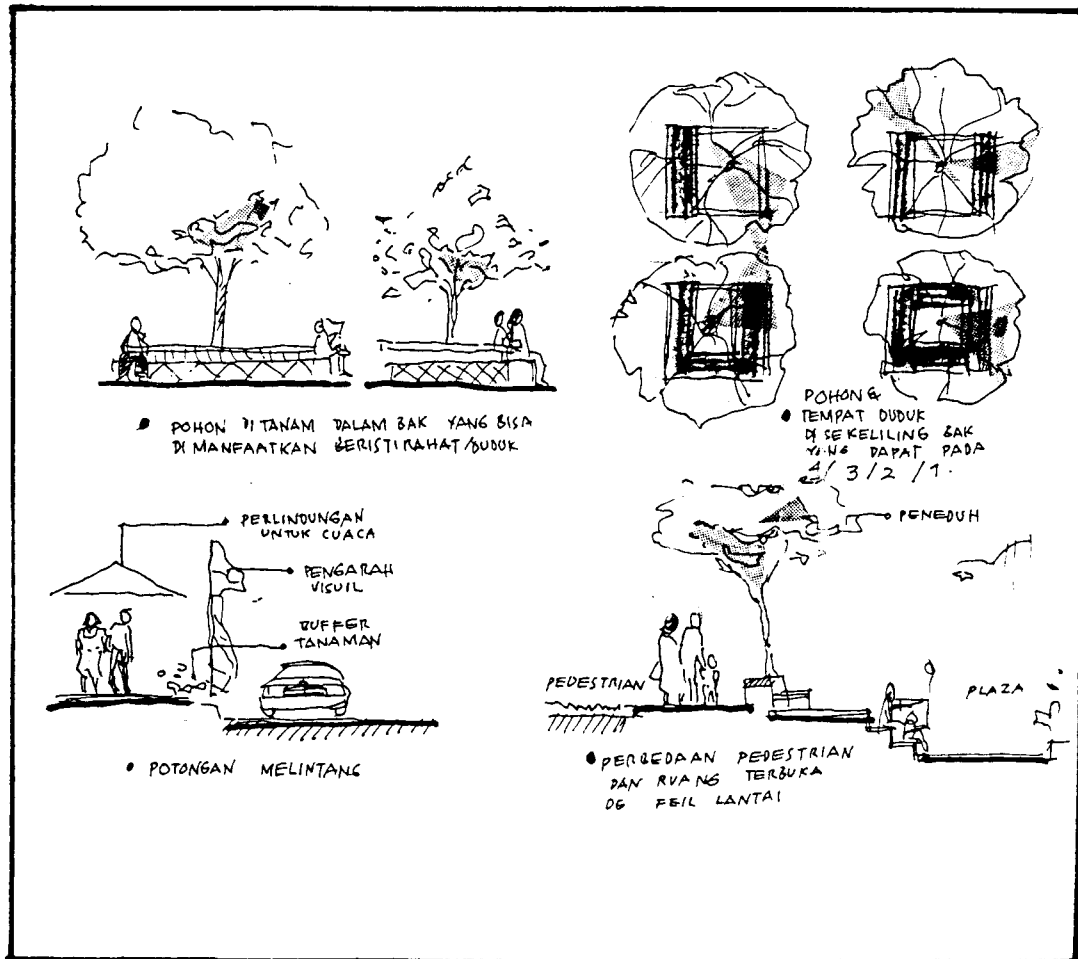 POHON DI TANAM DALAM BAK YANG BISA
DI MANFAATKAN BERISTIRAHAT/DUDUK
POHON &
TEMPAT DUDUK
DI SEKELILING BAK
YANG DAPAT PADA
4/ 3 / 2 / 1.
PERLINDUNGAN
UNTUK CUACA
PENGARAH
VISUIL
BUFFER
TANAMAN
POTONGAN MELINTANG
PENEDUH
PEDESTRIAN
PLAZA
PERBEDAAN PEDESTRIAN
DAN RUANG TERBUKA
DG FEIL LANTAI